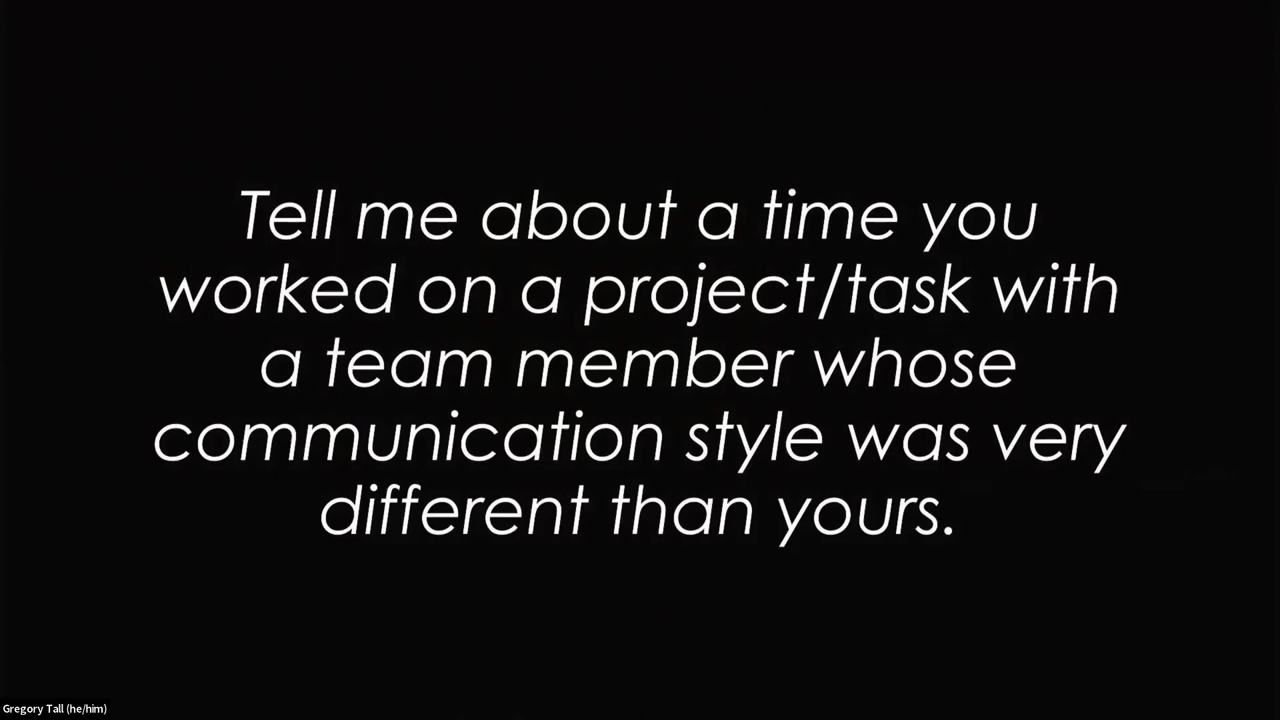 Tell me about a time you
worked on a project/task with
a team member whose
communication style was very
different than yours.
Gregory Tall (he/him)